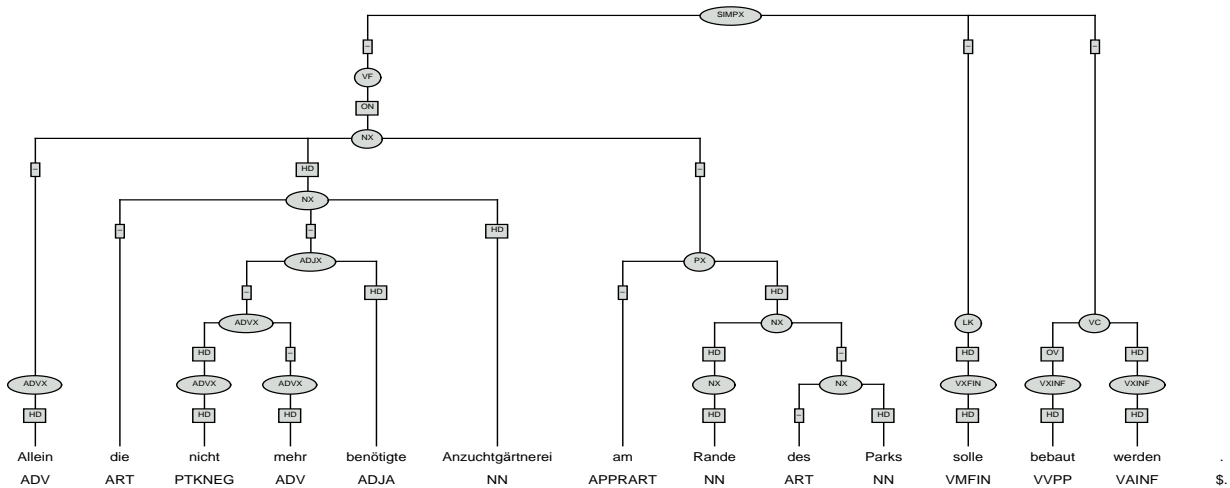 SIMPX
– – –
VF
ON
NX
– HD –
NX
– – HD
ADJX PX
– HD – HD
ADVX NX LK VC
HD – HD – HD OV HD
ADVX ADVX ADVX NX NX VXFIN VXINF VXINF
HD HD HD HD – HD HD HD HD
Allein die nicht mehr benötigte Anzuchtgärtnerei am Rande des Parks solle bebaut werden .
ADV ART PTKNEG ADV ADJA NN APPRART NN ART NN VMFIN VVPP VAINF $.